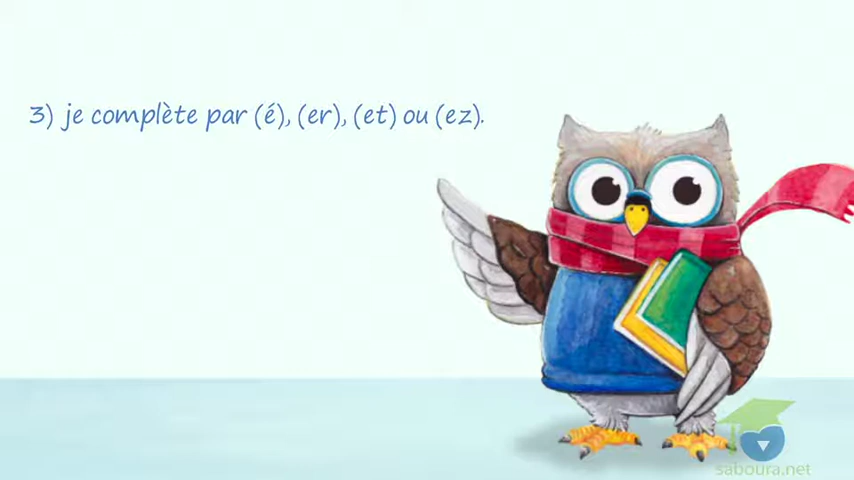 3) je complète par (é), (er), (et) ou (ez).
saboura.net